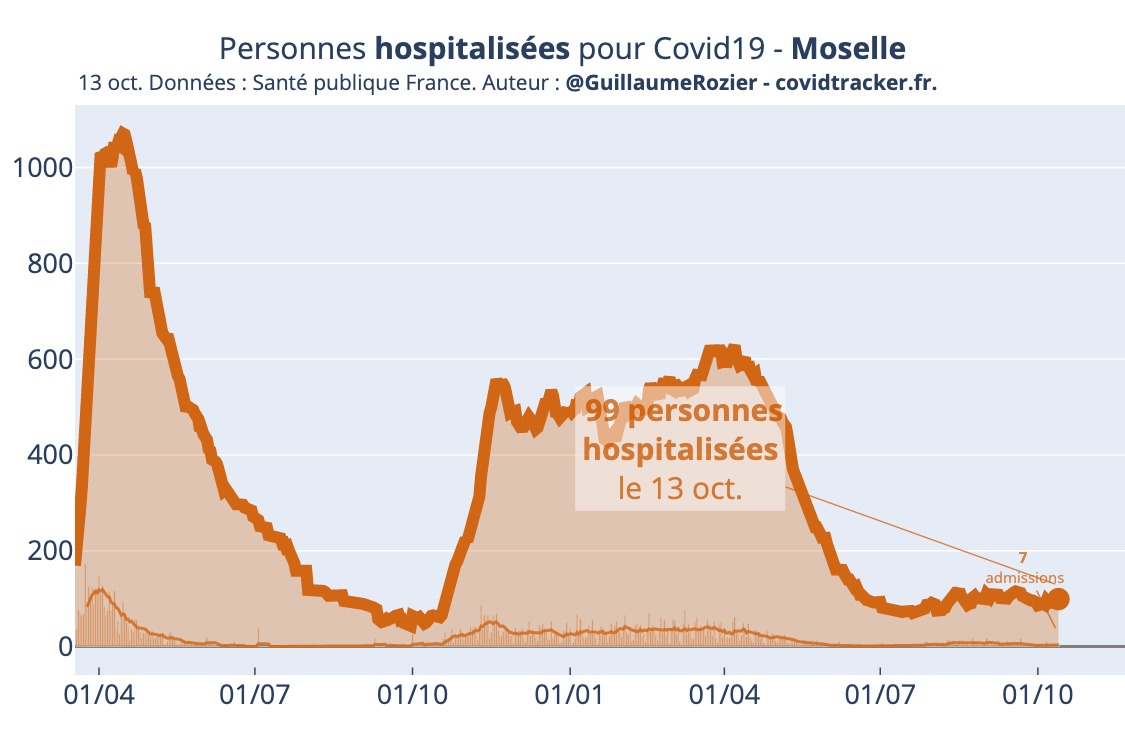 Personnes hospitalisées pour Covid19 - Moselle
13 oct. Données : Santé publique France. Auteur : @GuillaumeRozier - covidtracker.fr.
1000
800
600
400
200
0
99 personnes
hospitalisées
le 13 oct.
7
admissions
01/04
01/07
01/10
01/01
01/04
01/07
01/10